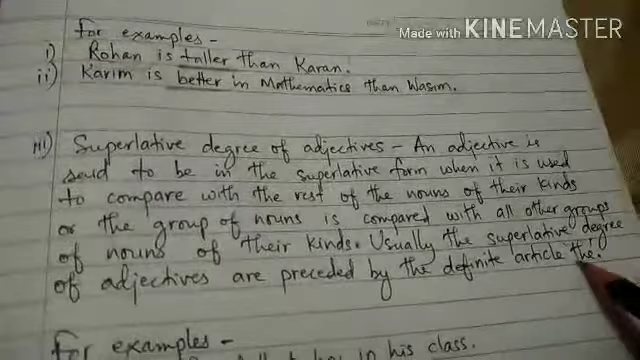 Made with KINEMASTER
For examples -
i) Rohan is taller than Karan.
ii) Karim is better in Mathematics than Wasim.
iii) Superlative degree of adjectives - An adjective is
said to be in the superlative form when it is used
to compare with the rest of the nouns of their kinds
or the group of nouns is compared with all other groups
of nouns of their kinds. Usually the superlative degree
of adjectives are preceded by the definite article 'the'.
For examples -
in his class.